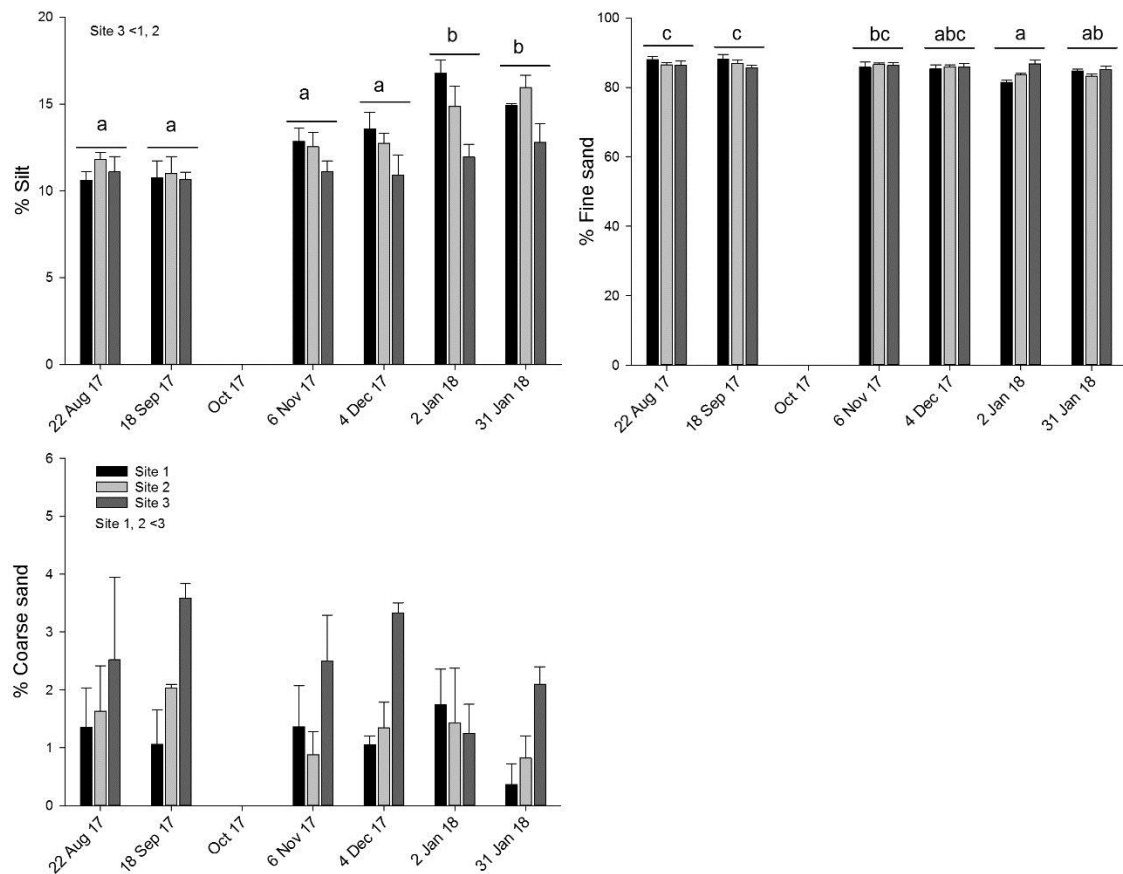 20
Site 3 <1, 2
b
b
15
a
a
a
a
% Silt
10
5
0
22 Aug 17
18 Sep 17
Oct 17
6 Nov 17
4 Dec 17
2 Jan 18
31 Jan 18
100
c
c
bc
abc
a
ab
80
% Fine sand
60
40
20
0
22 Aug 17
18 Sep 17
Oct 17
6 Nov 17
4 Dec 17
2 Jan 18
31 Jan 18
6
Site 1
Site 2
Site 3
5
Site 1, 2 <3
4
% Coarse sand
3
2
1
0
22 Aug 17
18 Sep 17
Oct 17
6 Nov 17
4 Dec 17
2 Jan 18
31 Jan 18